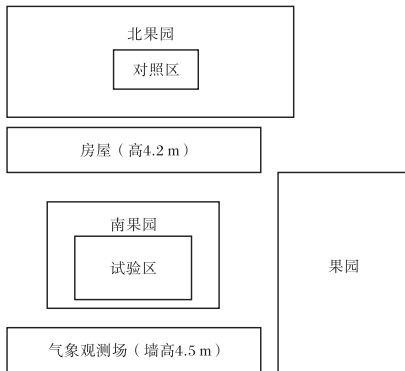 北果园
对照区
房屋（高4.2 m）
南果园
试验区
果园
气象观测场（墙高4.5 m）